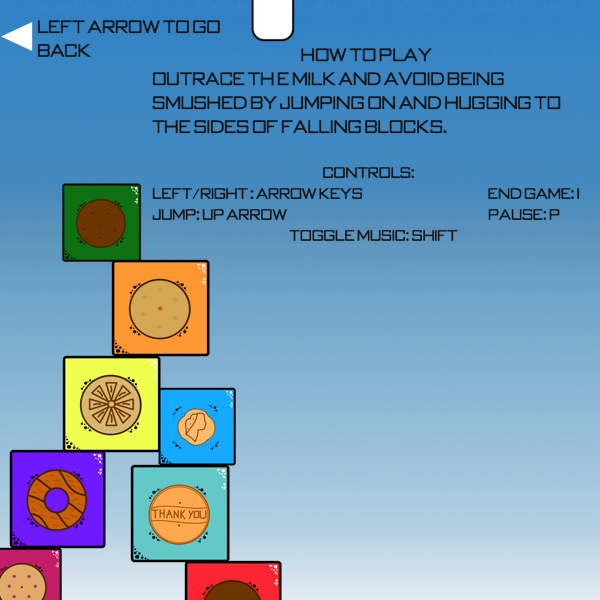 LEFT ARROW TO GO
BACK
HOW TO PLAY
OUTRACE THE MILK AND AVOID BEING
SMUSHED BY JUMPING ON AND HUGGING TO
THE SIDES OF FALLING BLOCKS.
CONTROLS:
LEFT/RIGHT : ARROW KEYS
END GAME: I
JUMP: UP ARROW
PAUSE: P
TOGGLE MUSIC: SHIFT
THANK YOU